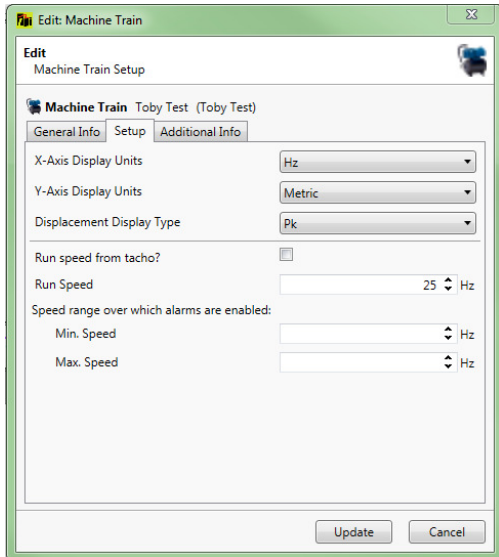 Edit: Machine Train
Edit
Machine Train Setup
Machine Train Toby Test (Toby Test)
General Info Setup Additional Info
X-Axis Display Units Hz
Y-Axis Display Units Metric
Displacement Display Type Pk
Run speed from tacho?
Run Speed 25 Hz
Speed range over which alarms are enabled:
Min. Speed Hz
Max. Speed Hz
Update Cancel